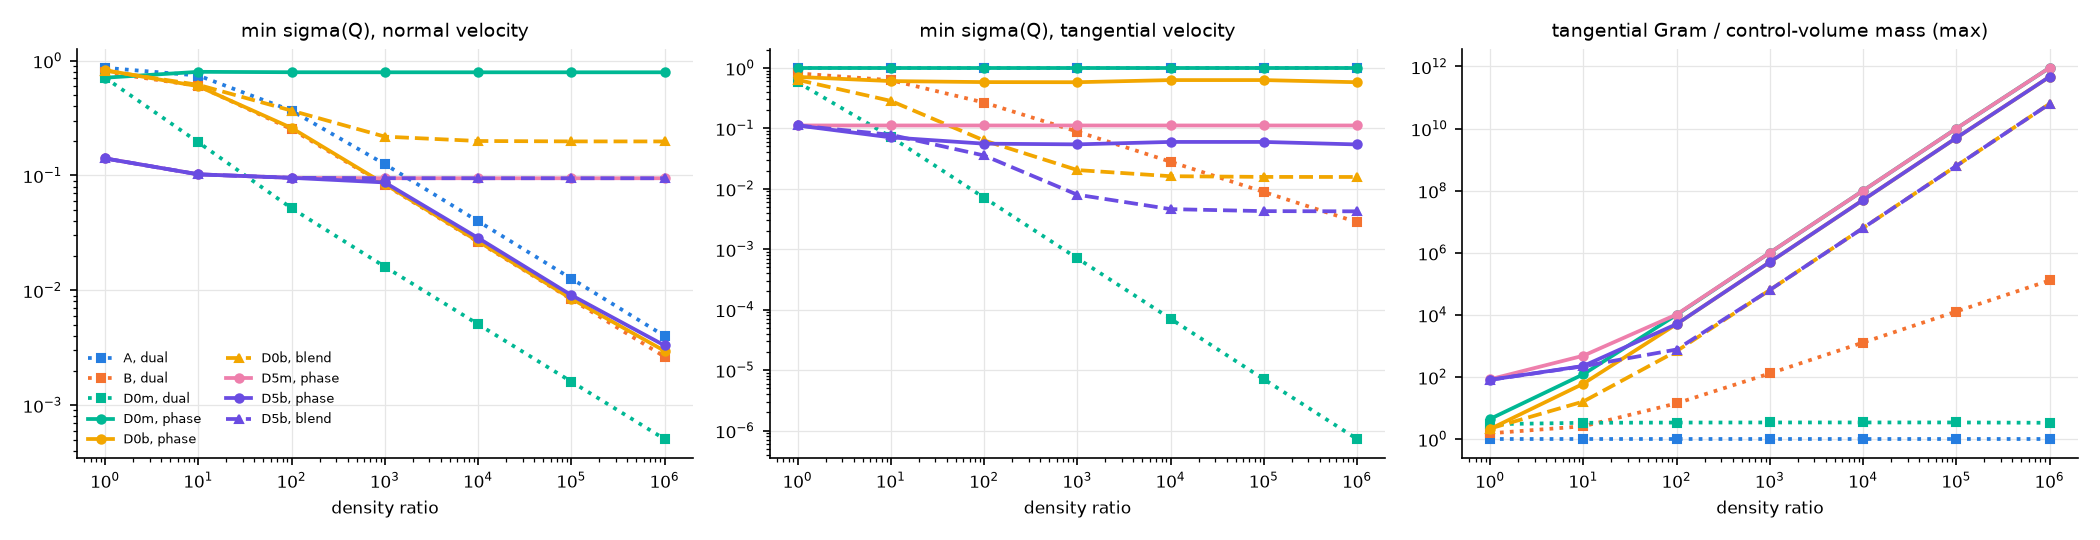 min sigma(Q), normal velocity
10^0
10^-1
10^-2
10^-3
A, dual
B, dual
D0m, dual
D0m, phase
D0b, phase
D0b, blend
D5m, phase
D5b, phase
D5b, blend
10^0 10^1 10^2 10^3 10^4 10^5 10^6
density ratio
min sigma(Q), tangential velocity
10^0
10^-1
10^-2
10^-3
10^-4
10^-5
10^-6
10^0 10^1 10^2 10^3 10^4 10^5 10^6
density ratio
tangential Gram / control-volume mass (max)
10^12
10^10
10^8
10^6
10^4
10^2
10^0
10^0 10^1 10^2 10^3 10^4 10^5 10^6
density ratio